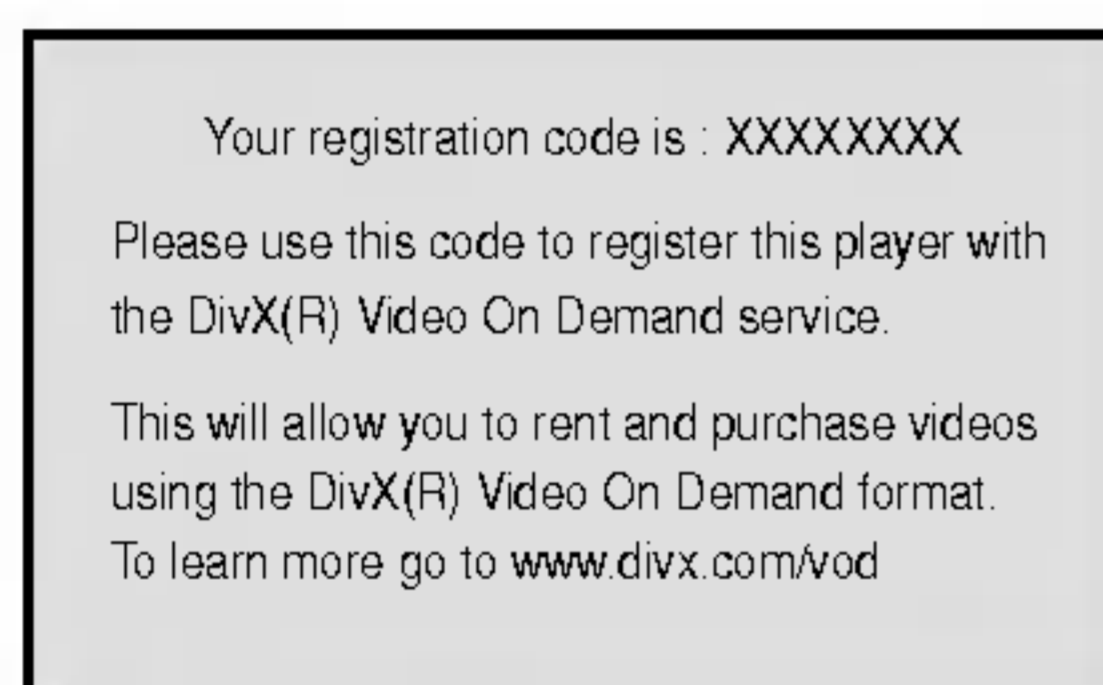 Your registration code is : XXXXXXXX
Please use this code to register this player with
the DivX(R) Video On Demand service.
This will allow you to rent and purchase videos
using the DivX(R) Video On Demand format.
To learn more go to www.divx.com/vod